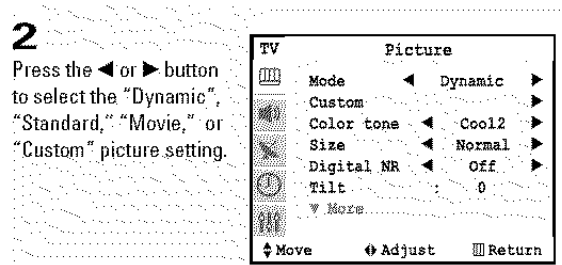 2
Press the ◄ or ► button
to select the “Dynamic”,
“Standard,” “Movie,” or
“Custom” picture setting.
TV Picture
Mode ◄ Dynamic ►
Custom ►
Color tone ◄ Cool2 ►
Size ◄ Normal ►
Digital NR ◄ Off ►
Tilt : 0
▼ More
Move Adjust Return